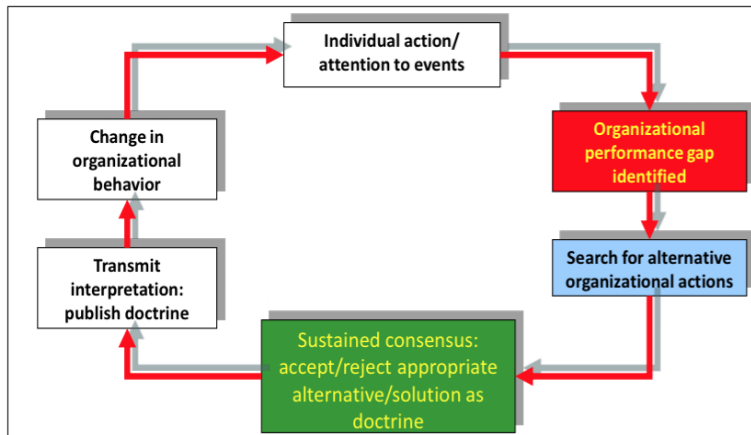 Individual action/
attention to events
Organizational
performance gap
identified
Search for alternative
organizational actions
Sustained consensus:
accept/reject appropriate
alternative/solution as
doctrine
Transmit
interpretation:
publish doctrine
Change in
organizational
behavior